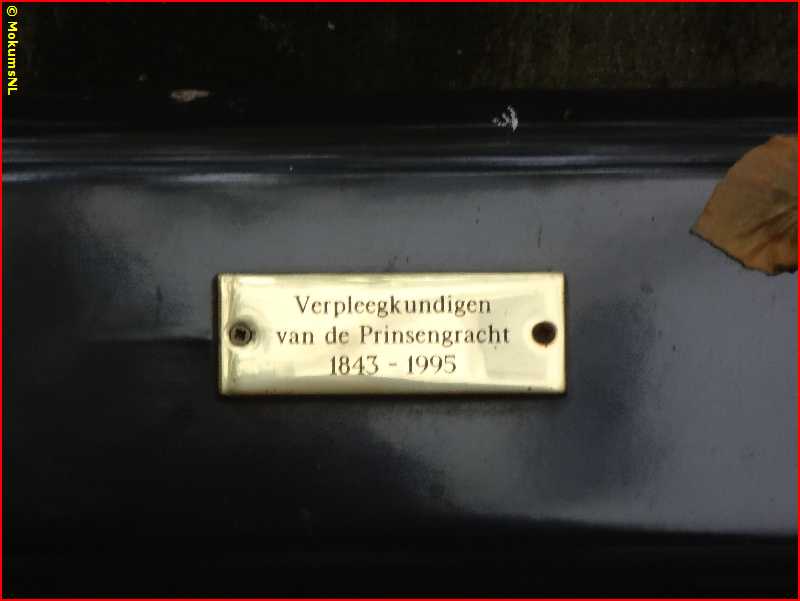 © MokumsNL
Verpleegkundigen
van de Prinsengracht
1843 - 1995